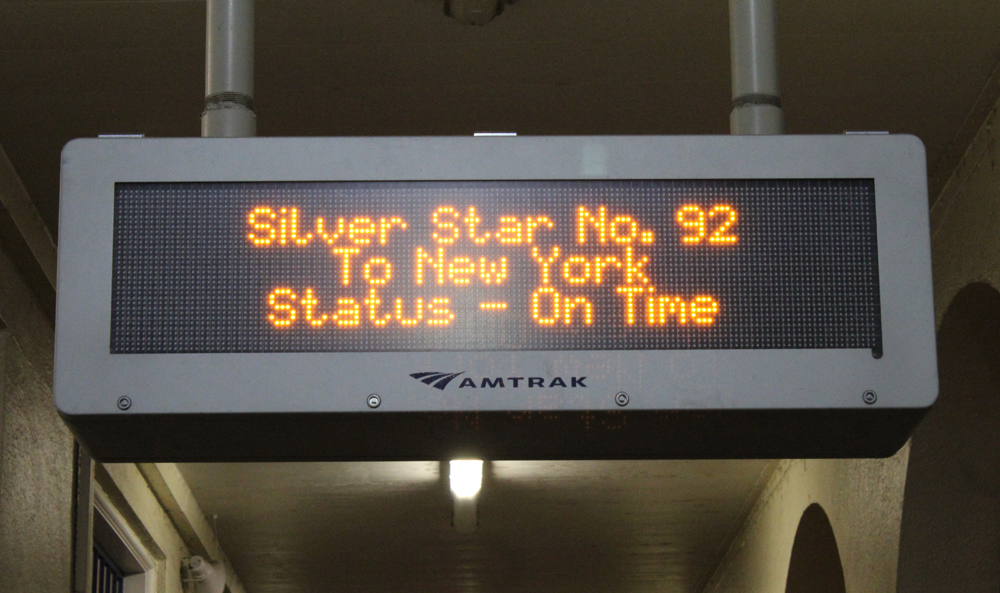 Silver Star No. 92
To New York
Status - On Time
AMTRAK